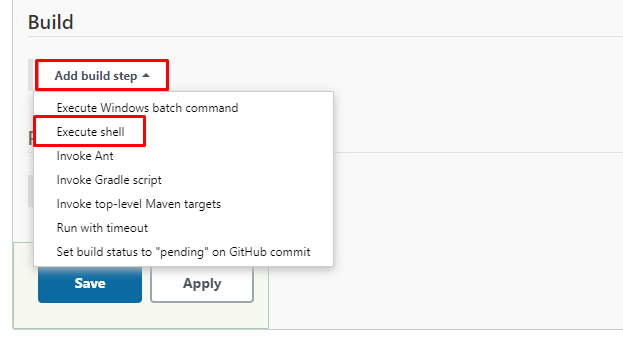 Build
Add build step
Execute Windows batch command
Execute shell
Invoke Ant
Invoke Gradle script
Invoke top-level Maven targets
Run with timeout
Set build status to "pending" on GitHub commit
Save
Apply